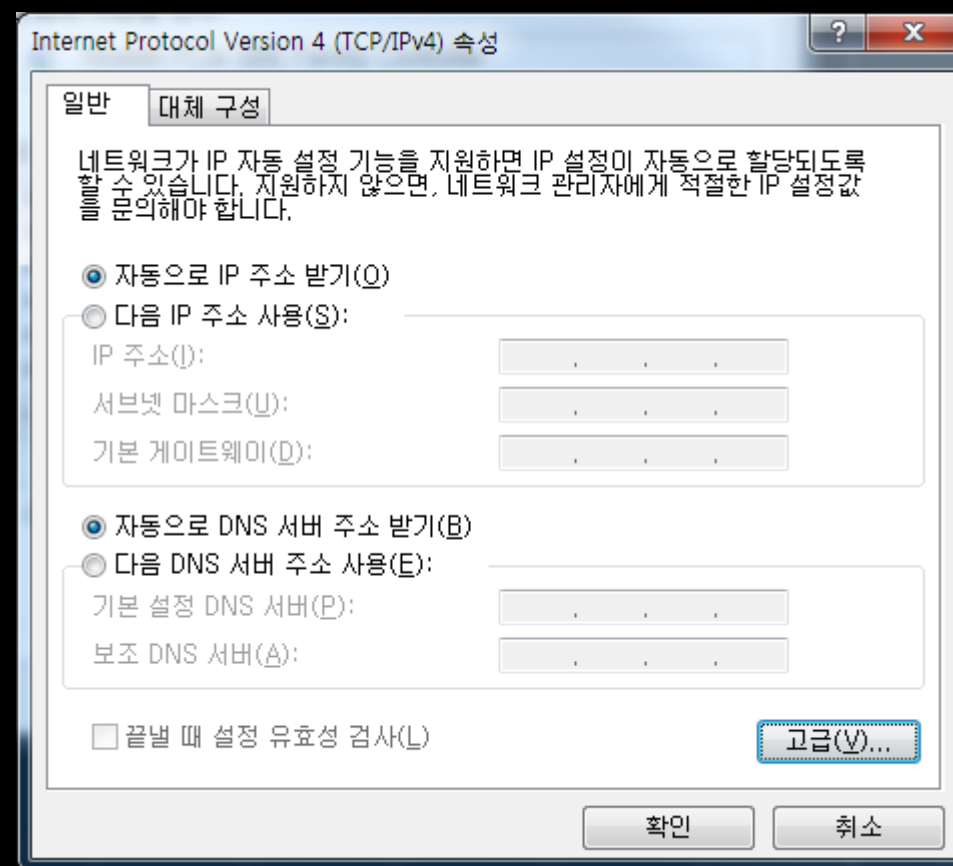 Internet Protocol Version 4 (TCP/IPv4) 속성
일반 대체 구성
네트워크가 IP 자동 설정 기능을 지원하면 IP 설정이 자동으로 할당되도록
할 수 있습니다. 지원하지 않으면, 네트워크 관리자에게 적절한 IP 설정값
을 문의해야 합니다.
자동으로 IP 주소 받기(O)
다음 IP 주소 사용(S):
IP 주소(I):
서브넷 마스크(U):
기본 게이트웨이(D):
자동으로 DNS 서버 주소 받기(B)
다음 DNS 서버 주소 사용(E):
기본 설정 DNS 서버(P):
보조 DNS 서버(A):
끝낼 때 설정 유효성 검사(L)
고급(V)...
확인 취소